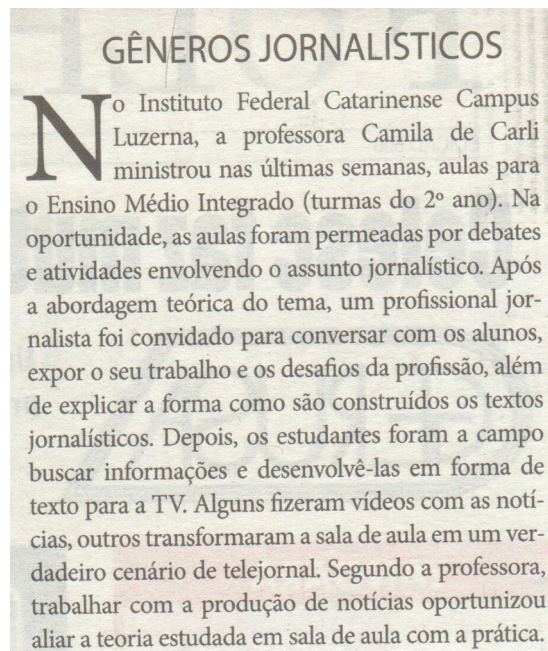 GÊNEROS JORNALÍSTICOS
No Instituto Federal Catarinense Campus
Luzerna, a professora Camila de Carli
ministrou nas últimas semanas, aulas para
o Ensino Médio Integrado (turmas do 2º ano). Na
oportunidade, as aulas foram permeadas por debates
e atividades envolvendo o assunto jornalístico. Após
a abordagem teórica do tema, um profissional jor-
nalista foi convidado para conversar com os alunos,
expor o seu trabalho e os desafios da profissão, além
de explicar a forma como são construídos os textos
jornalísticos. Depois, os estudantes foram a campo
buscar informações e desenvolvê-las em forma de
texto para a TV. Alguns fizeram vídeos com as notí-
cias, outros transformaram a sala de aula em um ver-
dadeiro cenário de telejornal. Segundo a professora,
trabalhar com a produção de notícias oportunizou
aliar a teoria estudada em sala de aula com a prática.